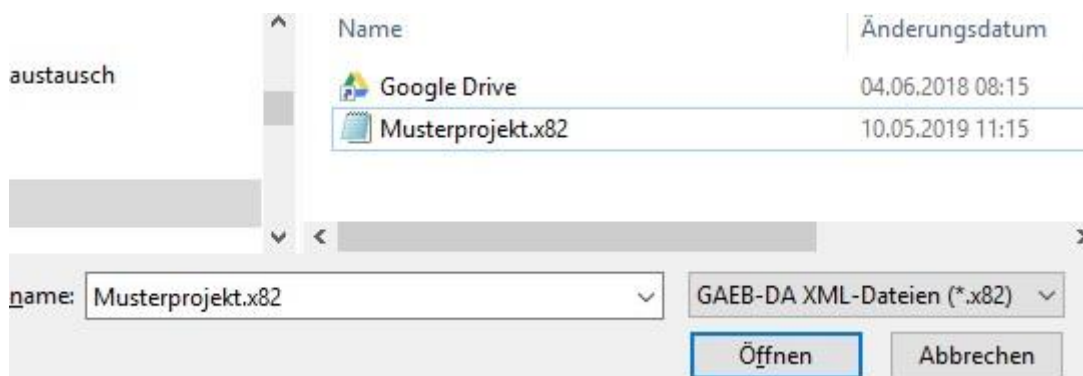 Name Änderungsdatum
austausch
Google Drive 04.06.2018 08:15
Musterprojekt.x82 10.05.2019 11:15
name: Musterprojekt.x82 GAEB-DA XML-Dateien (*.x82)
Öffnen Abbrechen